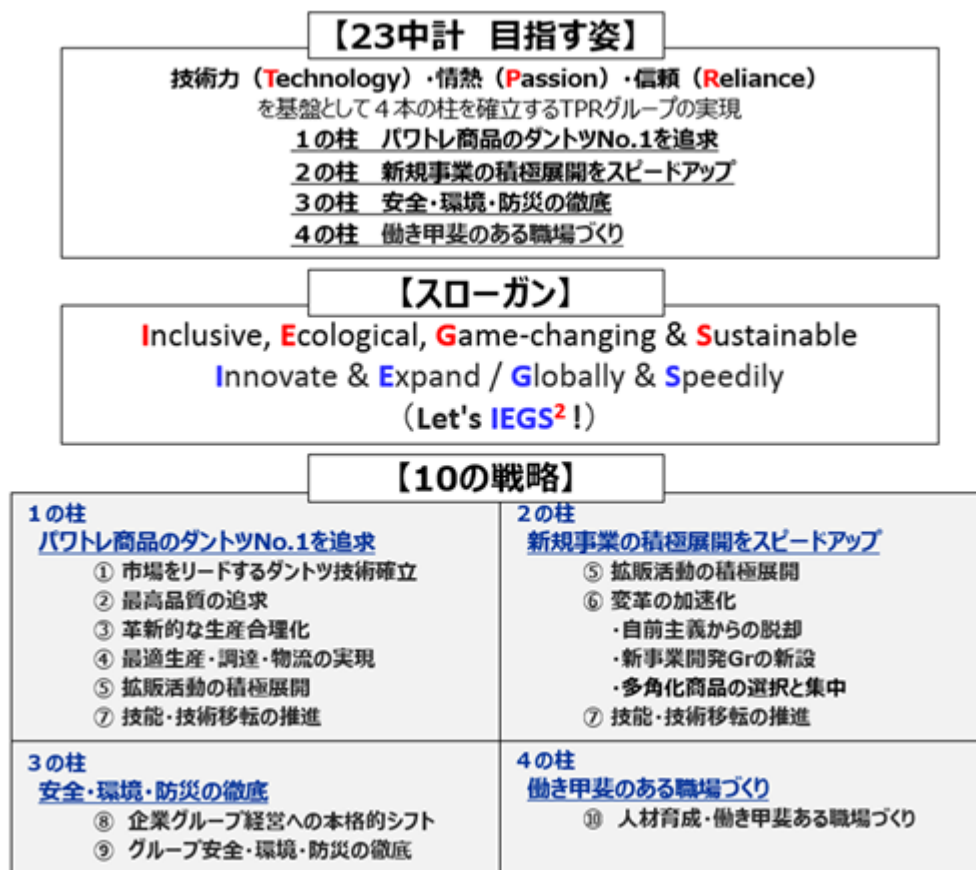 【23中計 目指す姿】
技術力（Technology）・情熱（Passion）・信頼（Reliance）
を基盤として４本の柱を確立するTPRグループの実現
１の柱 パワトレ商品のダントツNo.1を追求
２の柱 新規事業の積極展開をスピードアップ
３の柱 安全・環境・防災の徹底
４の柱 働き甲斐のある職場づくり
【スローガン】
Inclusive, Ecological, Game-changing & Sustainable
Innovate & Expand / Globally & Speedily
（Let's IEGS² !）
【10の戦略】
１の柱
パワトレ商品のダントツNo.1を追求
① 市場をリードするダントツ技術確立
② 最高品質の追求
③ 革新的な生産合理化
④ 最適生産・調達・物流の実現
⑤ 拡販活動の積極展開
⑦ 技能・技術移転の推進
２の柱
新規事業の積極展開をスピードアップ
⑤ 拡販活動の積極展開
⑥ 変革の加速化
・自前主義からの脱却
・新事業開発Grの新設
・多角化商品の選択と集中
⑦ 技能・技術移転の推進
３の柱
安全・環境・防災の徹底
⑧ 企業グループ経営への本格的シフト
⑨ グループ安全・環境・防災の徹底
４の柱
働き甲斐のある職場づくり
⑩ 人材育成・働き甲斐ある職場づくり